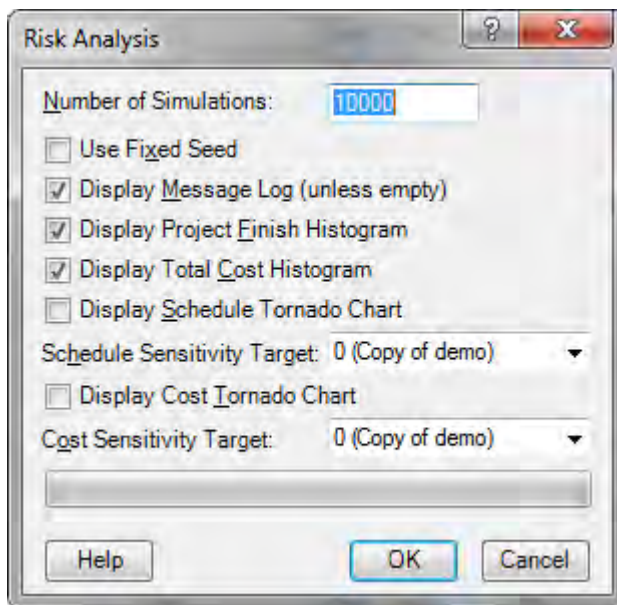 Risk Analysis
Number of Simulations: 10000
Use Fixed Seed
Display Message Log (unless empty)
Display Project Finish Histogram
Display Total Cost Histogram
Display Schedule Tornado Chart
Schedule Sensitivity Target: 0 (Copy of demo)
Display Cost Tornado Chart
Cost Sensitivity Target: 0 (Copy of demo)
Help OK Cancel